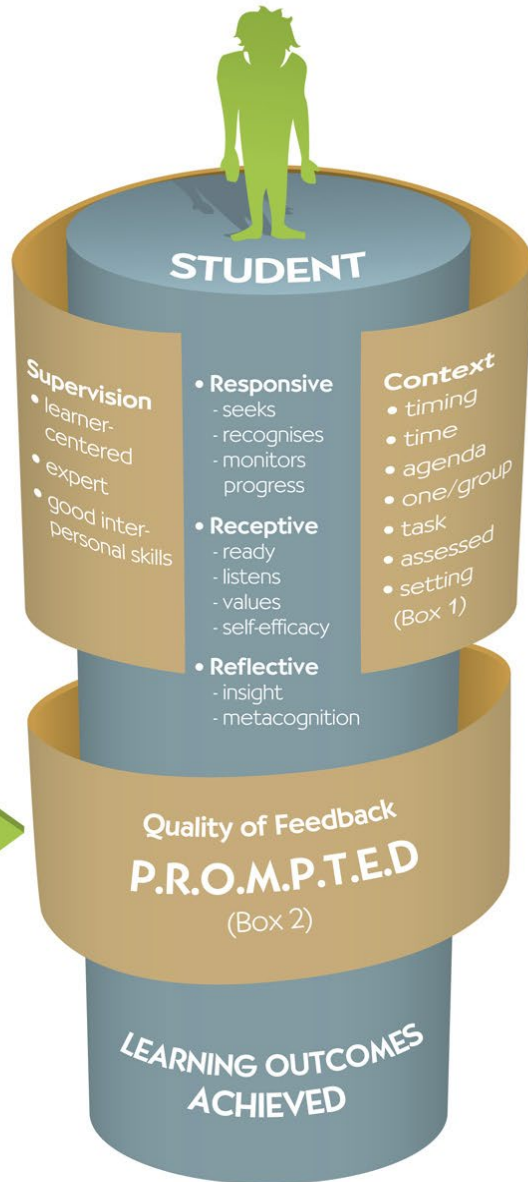 STUDENT
Supervision
• learner-
centered
• expert
• good inter-
personal skills
• Responsive
- seeks
- recognises
- monitors
progress
• Receptive
- ready
- listens
- values
- self-efficacy
• Reflective
- insight
- metacognition
Context
• timing
• time
• agenda
• one/group
• task
• assessed
• setting
(Box 1)
Quality of Feedback
P.R.O.M.P.T.E.D
(Box 2)
LEARNING OUTCOMES
ACHIEVED